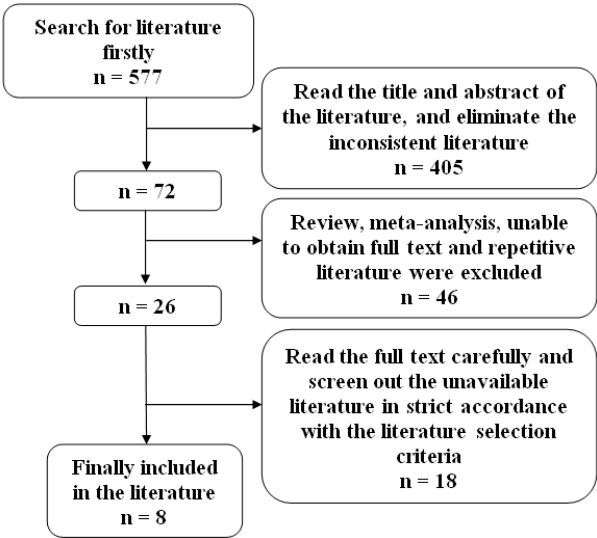 Search for literature
firstly
n = 577
Read the title and abstract of
the literature, and eliminate the
inconsistent literature
n = 405
n = 72
Review, meta-analysis, unable
to obtain full text and repetitive
literature were excluded
n = 46
n = 26
Read the full text carefully and
screen out the unavailable
literature in strict accordance
with the literature selection
criteria
n = 18
Finally included
in the literature
n = 8